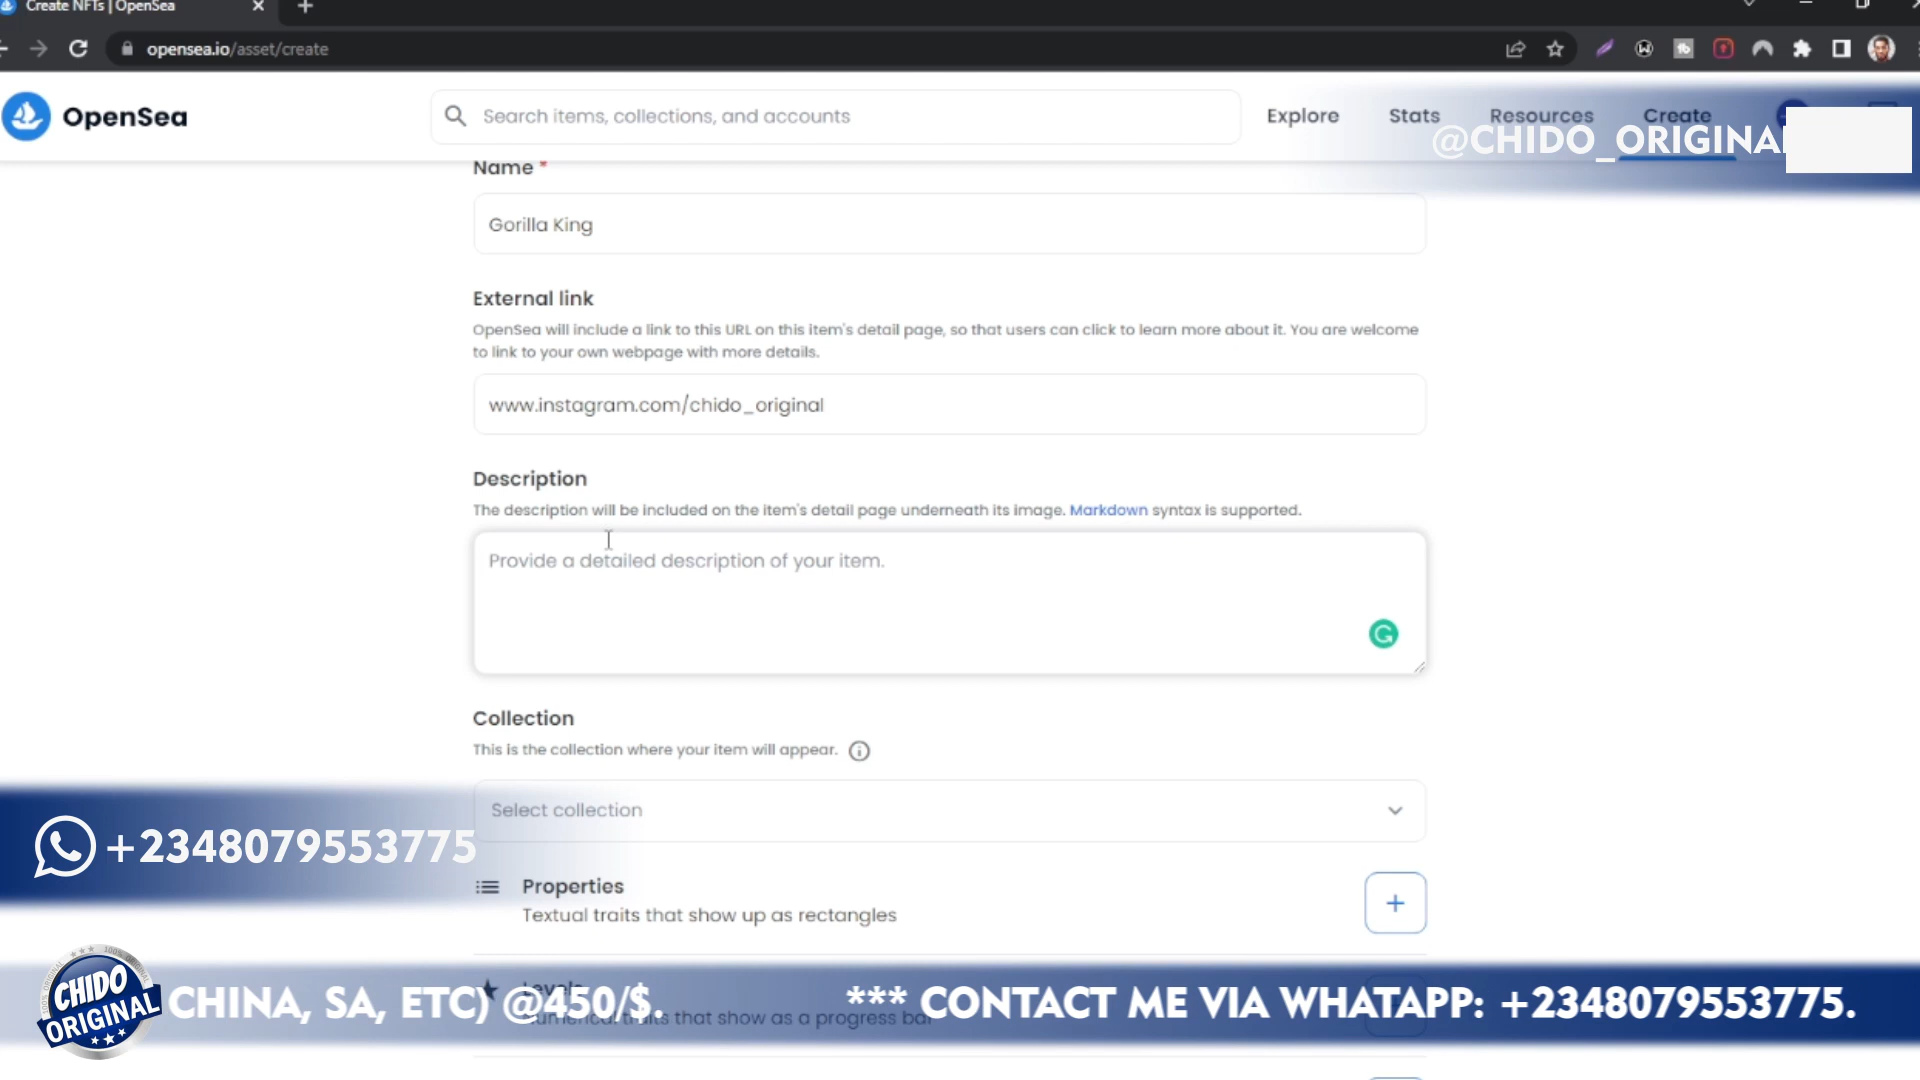 Create NFTs | OpenSea
opensea.io/asset/create
OpenSea
Search items, collections, and accounts
Explore
Stats
Resources
Create
@CHIDO_ORIGINAL
Name *
Gorilla King
External link
OpenSea will include a link to this URL on this item's detail page, so that users can click to learn more about it. You are welcome
to link to your own webpage with more details.
www.instagram.com/chido_original
Description
The description will be included on the item's detail page underneath its image. Markdown syntax is supported.
Provide a detailed description of your item.
Collection
This is the collection where your item will appear.
Select collection
+2348079553775
Properties
Textual traits that show up as rectangles
Levels
Numerical traits that show as a progress bar
CHIDO
ORIGINAL
CHINA, SA, ETC) @450/$. *** CONTACT ME VIA WHATAPP: +2348079553775.